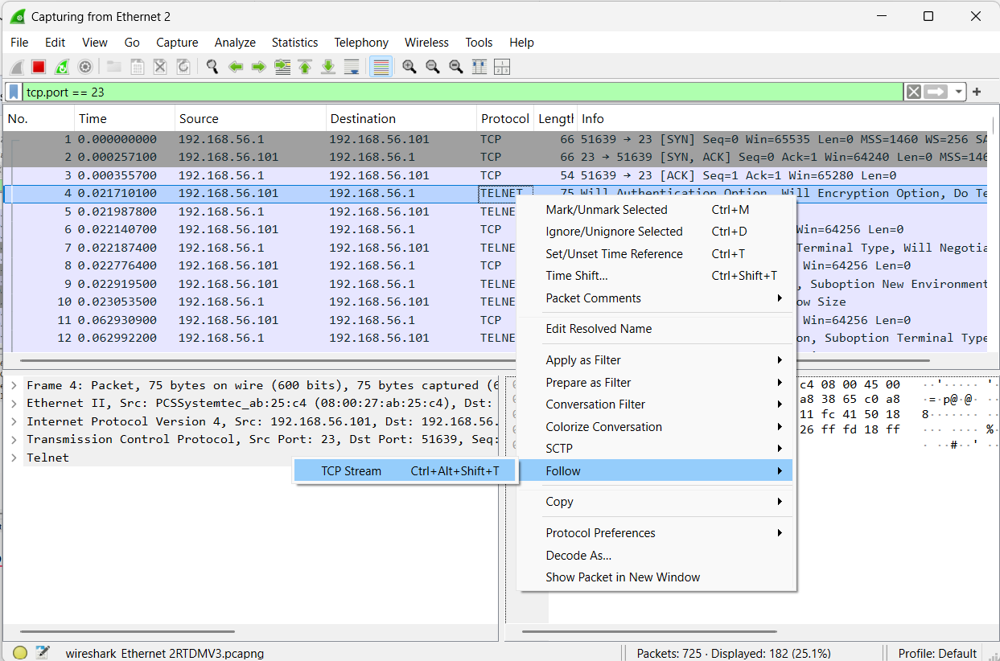 Capturing from Ethernet 2
File Edit View Go Capture Analyze Statistics Telephony Wireless Tools Help
tcp.port == 23
No. Time Source Destination Protocol Length Info
1 0.000000000 192.168.56.1 192.168.56.101 TCP 66 51639 → 23 [SYN] Seq=0 Win=65535 Len=0 MSS=1460 WS=256 SA
2 0.000257100 192.168.56.101 192.168.56.1 TCP 66 23 → 51639 [SYN, ACK] Seq=0 Ack=1 Win=64240 Len=0 MSS=146
3 0.000355700 192.168.56.1 192.168.56.101 TCP 54 51639 → 23 [ACK] Seq=1 Ack=1 Win=65280 Len=0
4 0.021710100 192.168.56.101 192.168.56.1 TELNET 75 Will Authentication Option, Will Encryption Option, Do Te
5 0.021987800 192.168.56.1 192.168.56.101 TELNE
6 0.022140700 192.168.56.101 192.168.56.1 TCP Win=64256 Len=0
7 0.022187400 192.168.56.1 192.168.56.101 TELNE Terminal Type, Will Negotia
8 0.022776400 192.168.56.101 192.168.56.1 TCP Win=64256 Len=0
9 0.022919500 192.168.56.101 192.168.56.1 TELNE , Suboption New Environment
10 0.023053500 192.168.56.1 192.168.56.101 TELNE ow Size
11 0.062930900 192.168.56.101 192.168.56.1 TCP Win=64256 Len=0
12 0.062992200 192.168.56.1 192.168.56.101 TELNE on, Suboption Terminal Type
Mark/Unmark Selected Ctrl+M
Ignore/Unignore Selected Ctrl+D
Set/Unset Time Reference Ctrl+T
Time Shift... Ctrl+Shift+T
Packet Comments
Edit Resolved Name
Apply as Filter
Prepare as Filter
Conversation Filter
Colorize Conversation
SCTP
Follow
TCP Stream Ctrl+Alt+Shift+T
Copy
Protocol Preferences
Decode As...
Show Packet in New Window
Frame 4: Packet, 75 bytes on wire (600 bits), 75 bytes captured (6
Ethernet II, Src: PCSSystemtec_ab:25:c4 (08:00:27:ab:25:c4), Dst:
Internet Protocol Version 4, Src: 192.168.56.101, Dst: 192.168.56.
Transmission Control Protocol, Src Port: 23, Dst Port: 51639, Seq:
Telnet
c4 08 00 45 00 ··'····· '·
a8 38 65 c0 a8 ·=·p@·@· ··
11 fc 41 50 18 8······· ··
26 ff fd 18 ff ·· ···· ·%
· ··#··'
wireshark_Ethernet 2RTDMV3.pcapng
Packets: 725 · Displayed: 182 (25.1%)
Profile: Default